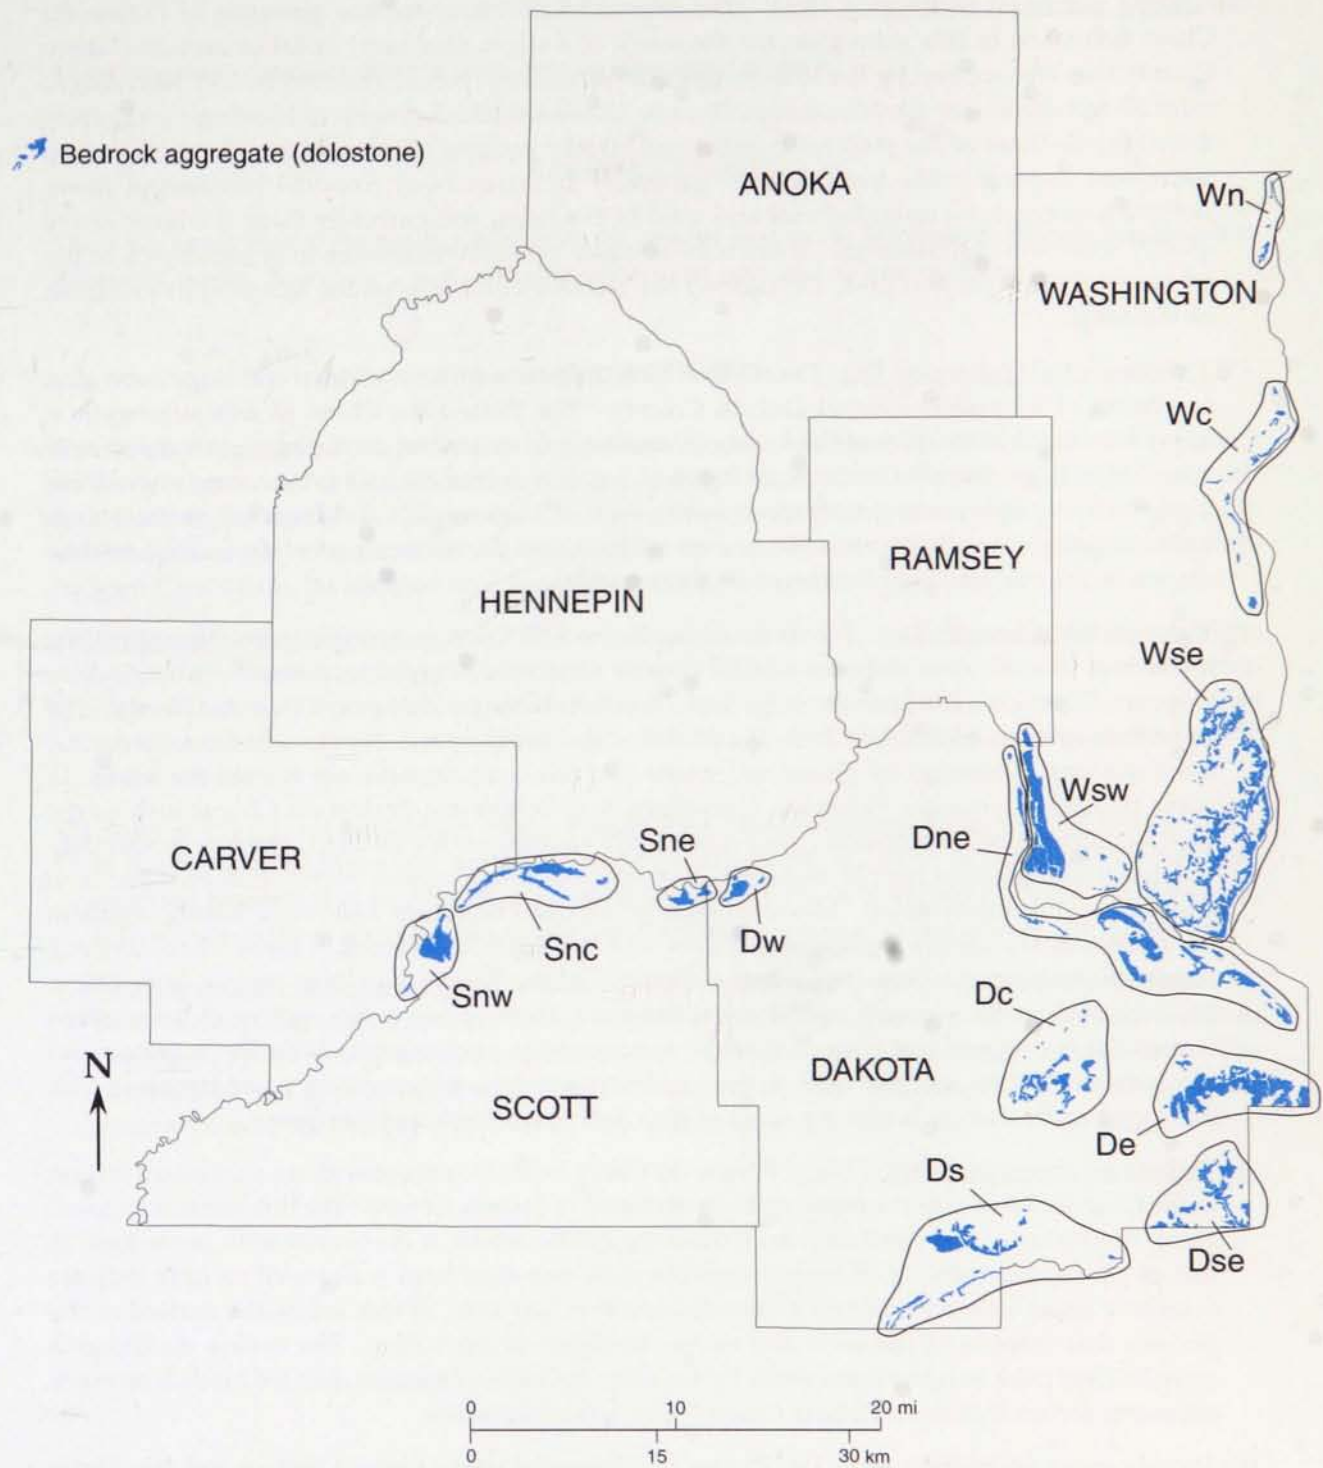 Bedrock aggregate (dolostone)
ANOKA
Wn
WASHINGTON
Wc
RAMSEY
HENNEPIN
Wse
Wsw
Dne
Sne
CARVER
Dw
Snc
Snw
Dc
N
DAKOTA
SCOTT
De
Ds
Dse
0 10 20 mi
0 15 30 km